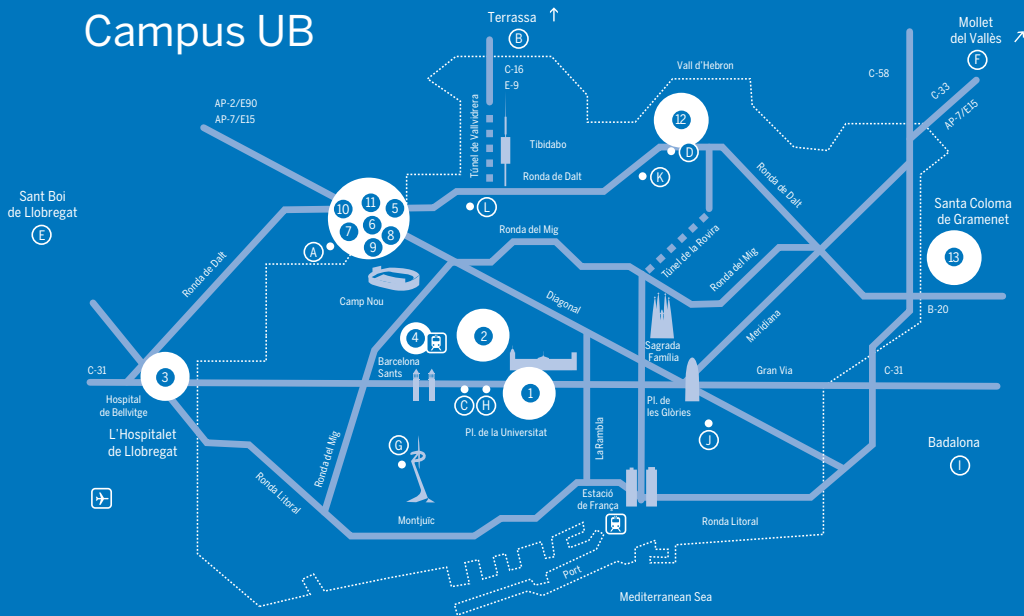 Campus UB
Terrassa ↑
B
Mollet
del Vallès ↗
F
C-16
E-9
Vall d'Hebron
C-58
C-33
AP-7/E15
AP-2/E90
AP-7/E15
Túnel de Vallvidrera
Tibidabo
12
D
K
Ronda de Dalt
Ronda de Dalt
Sant Boi
de Llobregat
E
10
11
5
7
6
8
9
A
L
Ronda del Mig
Túnel de la Rovira
Ronda del Mig
Santa Coloma
de Gramenet
13
Ronda de Dalt
Camp Nou
Diagonal
Meridiana
B-20
4
2
Barcelona
Sants
Sagrada
Família
C-31
3
Hospital
de Bellvitge
1
C
H
Pl. de la Universitat
Pl. de
les Glòries
Gran Via
C-31
L'Hospitalet
de Llobregat
Ronda del Mig
G
La Rambla
J
Badalona
I
Ronda Litoral
Montjuïc
Estació
de França
Ronda Litoral
Port
Mediterranean Sea